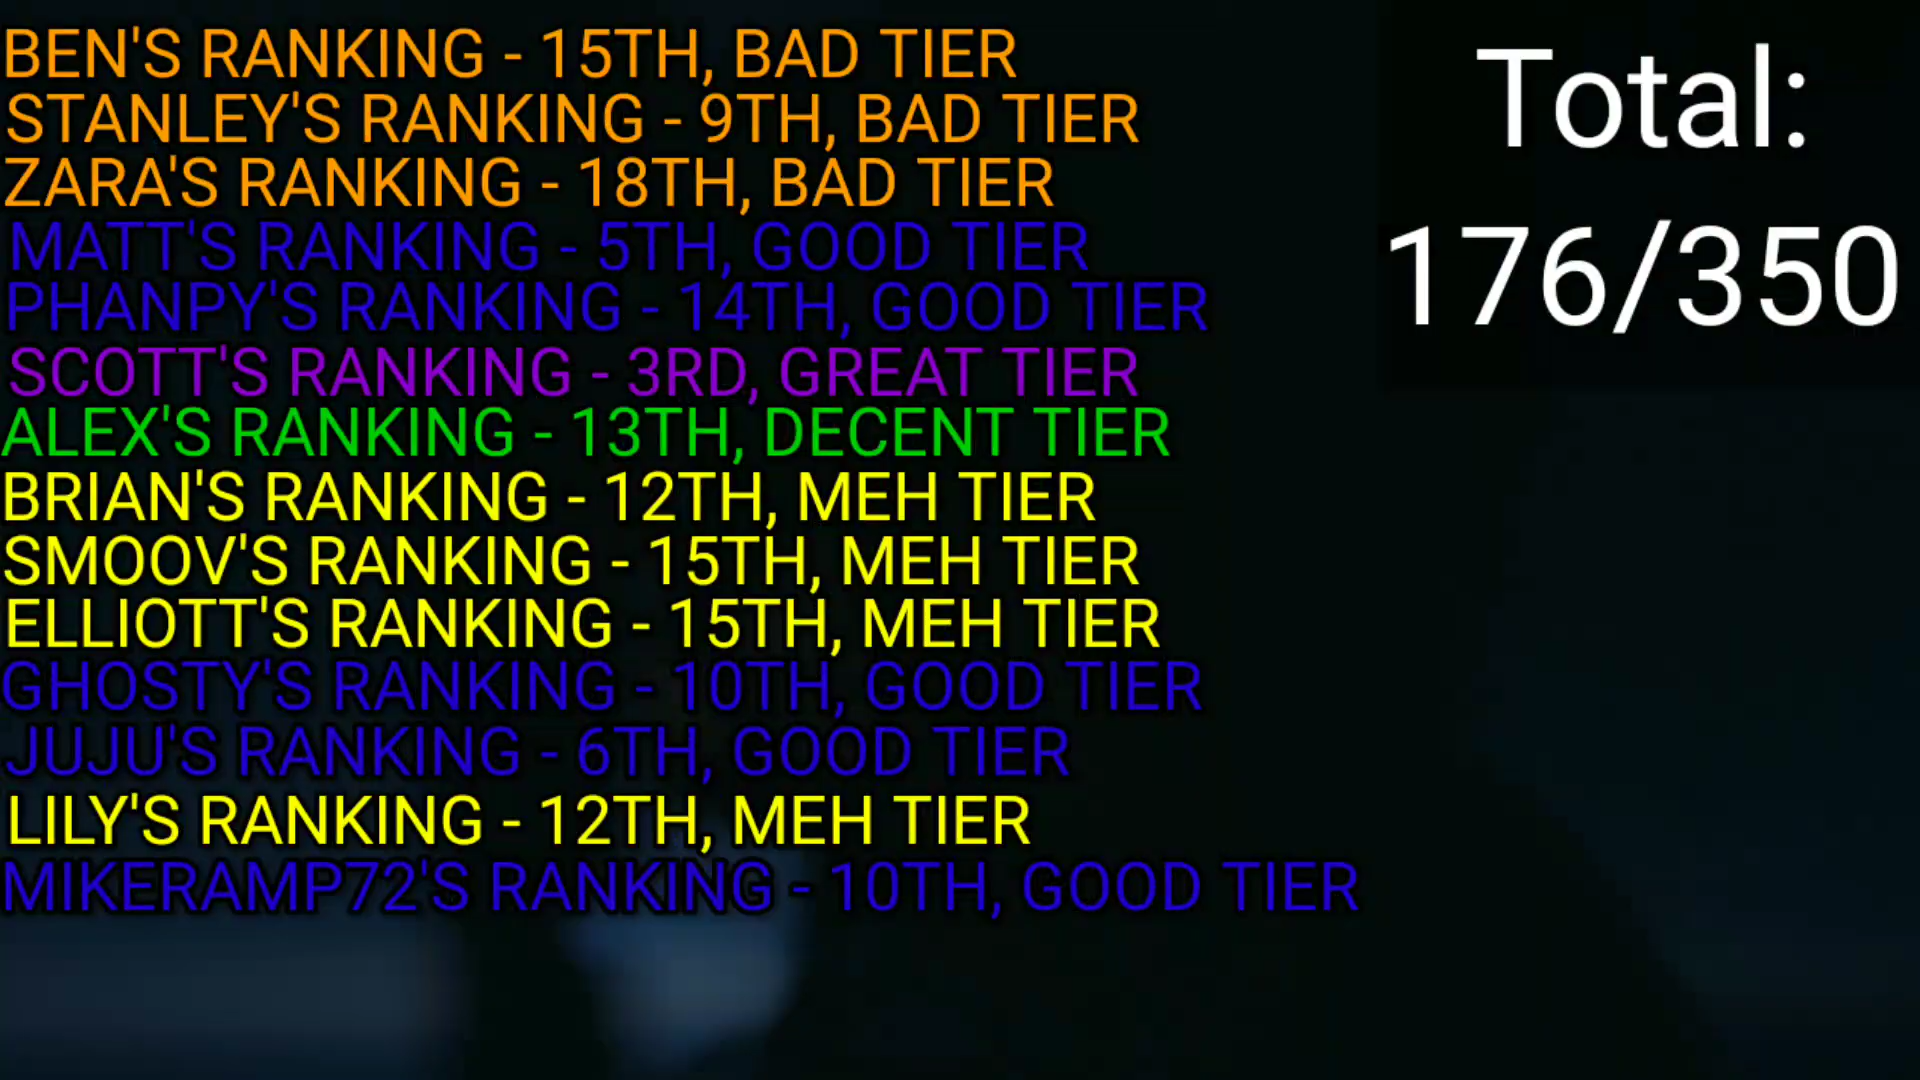 BEN'S RANKING - 15TH, BAD TIER
STANLEY'S RANKING - 9TH, BAD TIER
ZARA'S RANKING - 18TH, BAD TIER
MATT'S RANKING - 5TH, GOOD TIER
PHANPY'S RANKING - 14TH, GOOD TIER
SCOTT'S RANKING - 3RD, GREAT TIER
ALEX'S RANKING - 13TH, DECENT TIER
BRIAN'S RANKING - 12TH, MEH TIER
SMOOV'S RANKING - 15TH, MEH TIER
ELLIOTT'S RANKING - 15TH, MEH TIER
GHOSTY'S RANKING - 10TH, GOOD TIER
JUJU'S RANKING - 6TH, GOOD TIER
LILY'S RANKING - 12TH, MEH TIER
MIKERAMP72'S RANKING - 10TH, GOOD TIER
Total:
176/350